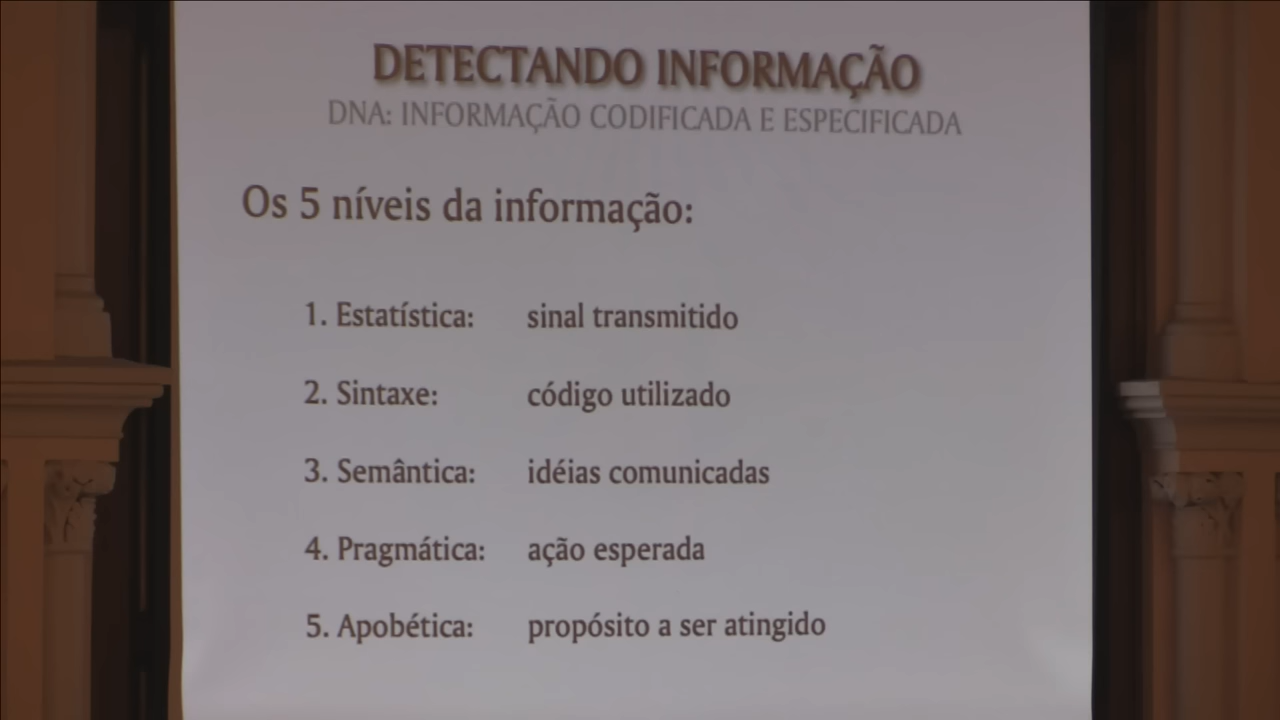 DETECTANDO INFORMAÇÃO
DNA: INFORMAÇÃO CODIFICADA E ESPECIFICADA
Os 5 níveis da informação:
1. Estatística: sinal transmitido
2. Sintaxe: código utilizado
3. Semântica: idéias comunicadas
4. Pragmática: ação esperada
5. Apobética: propósito a ser atingido